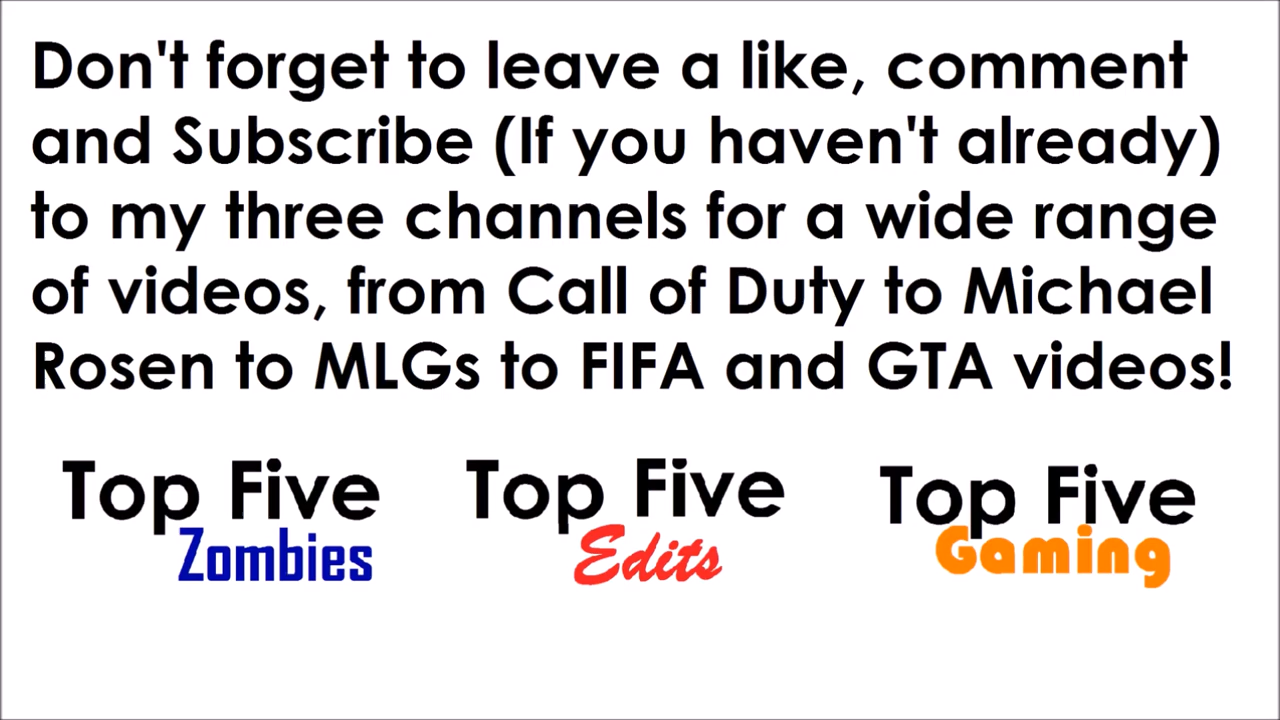 Don't forget to leave a like, comment
and Subscribe (If you haven't already)
to my three channels for a wide range
of videos, from Call of Duty to Michael
Rosen to MLGs to FIFA and GTA videos!
Top Five
Zombies
Top Five
Edits
Top Five
Gaming